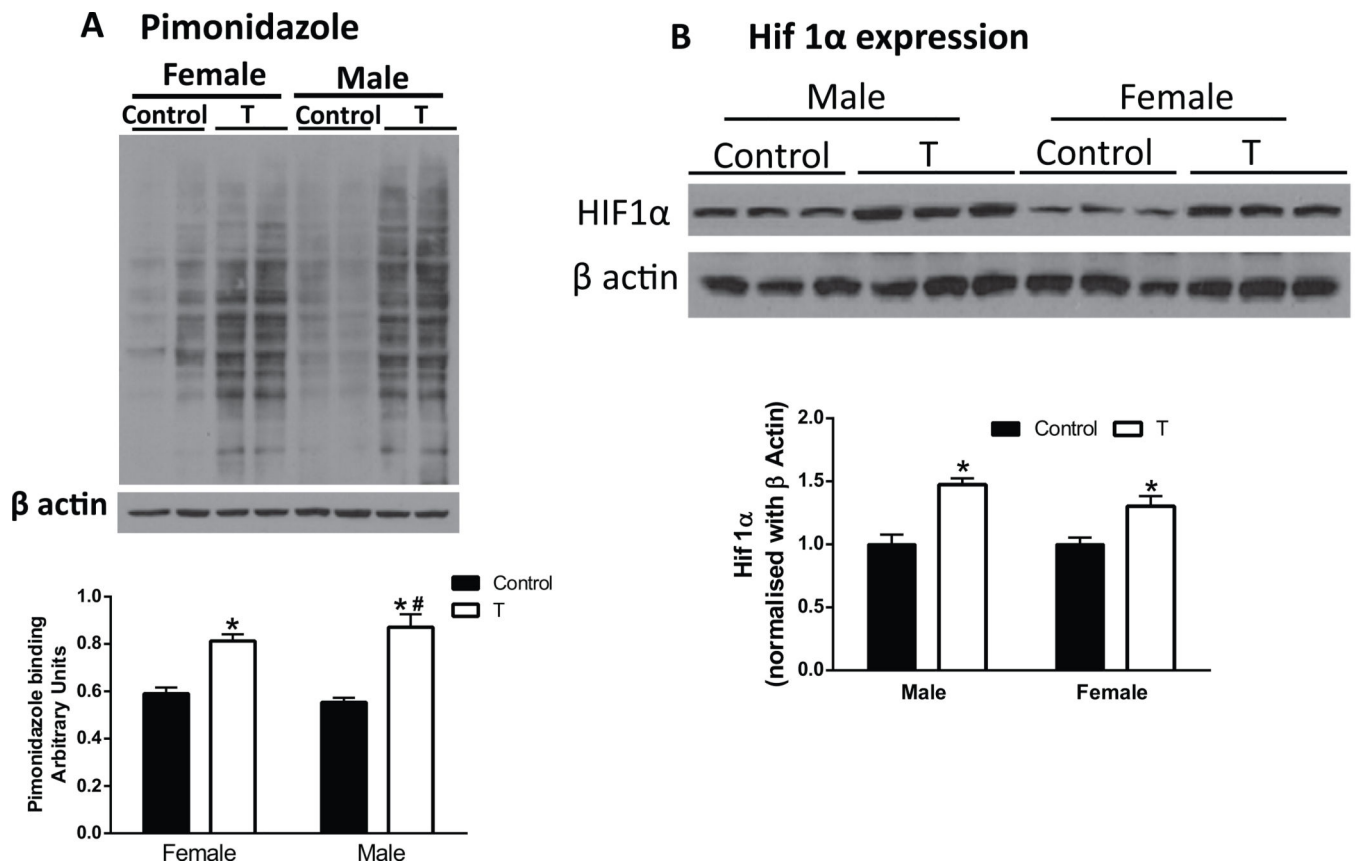 A Pimonidazole
Female Male
Control T Control T
β actin
Control
T
Pimonidazole binding
Arbitrary Units
1.0
0.8
0.6
0.4
0.2
0.0
*
* #
Female Male
B Hif 1α expression
Male Female
Control T Control T
HIF1α
β actin
Hif 1α
(normalised with β Actin)
Control T
2.0
1.5
1.0
0.5
0.0
*
*
Male Female